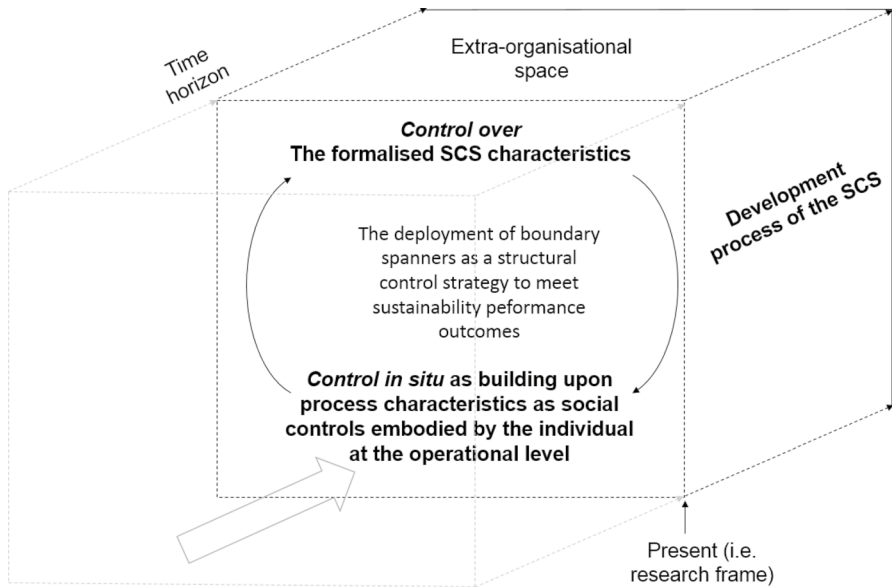 Time
horizon
Extra-organisational
space
Control over
The formalised SCS characteristics
Development
process of the SCS
The deployment of boundary
spanners as a structural
control strategy to meet
sustainability peformance
outcomes
Control in situ as building upon
process characteristics as social
controls embodied by the individual
at the operational level
Present (i.e.
research frame)